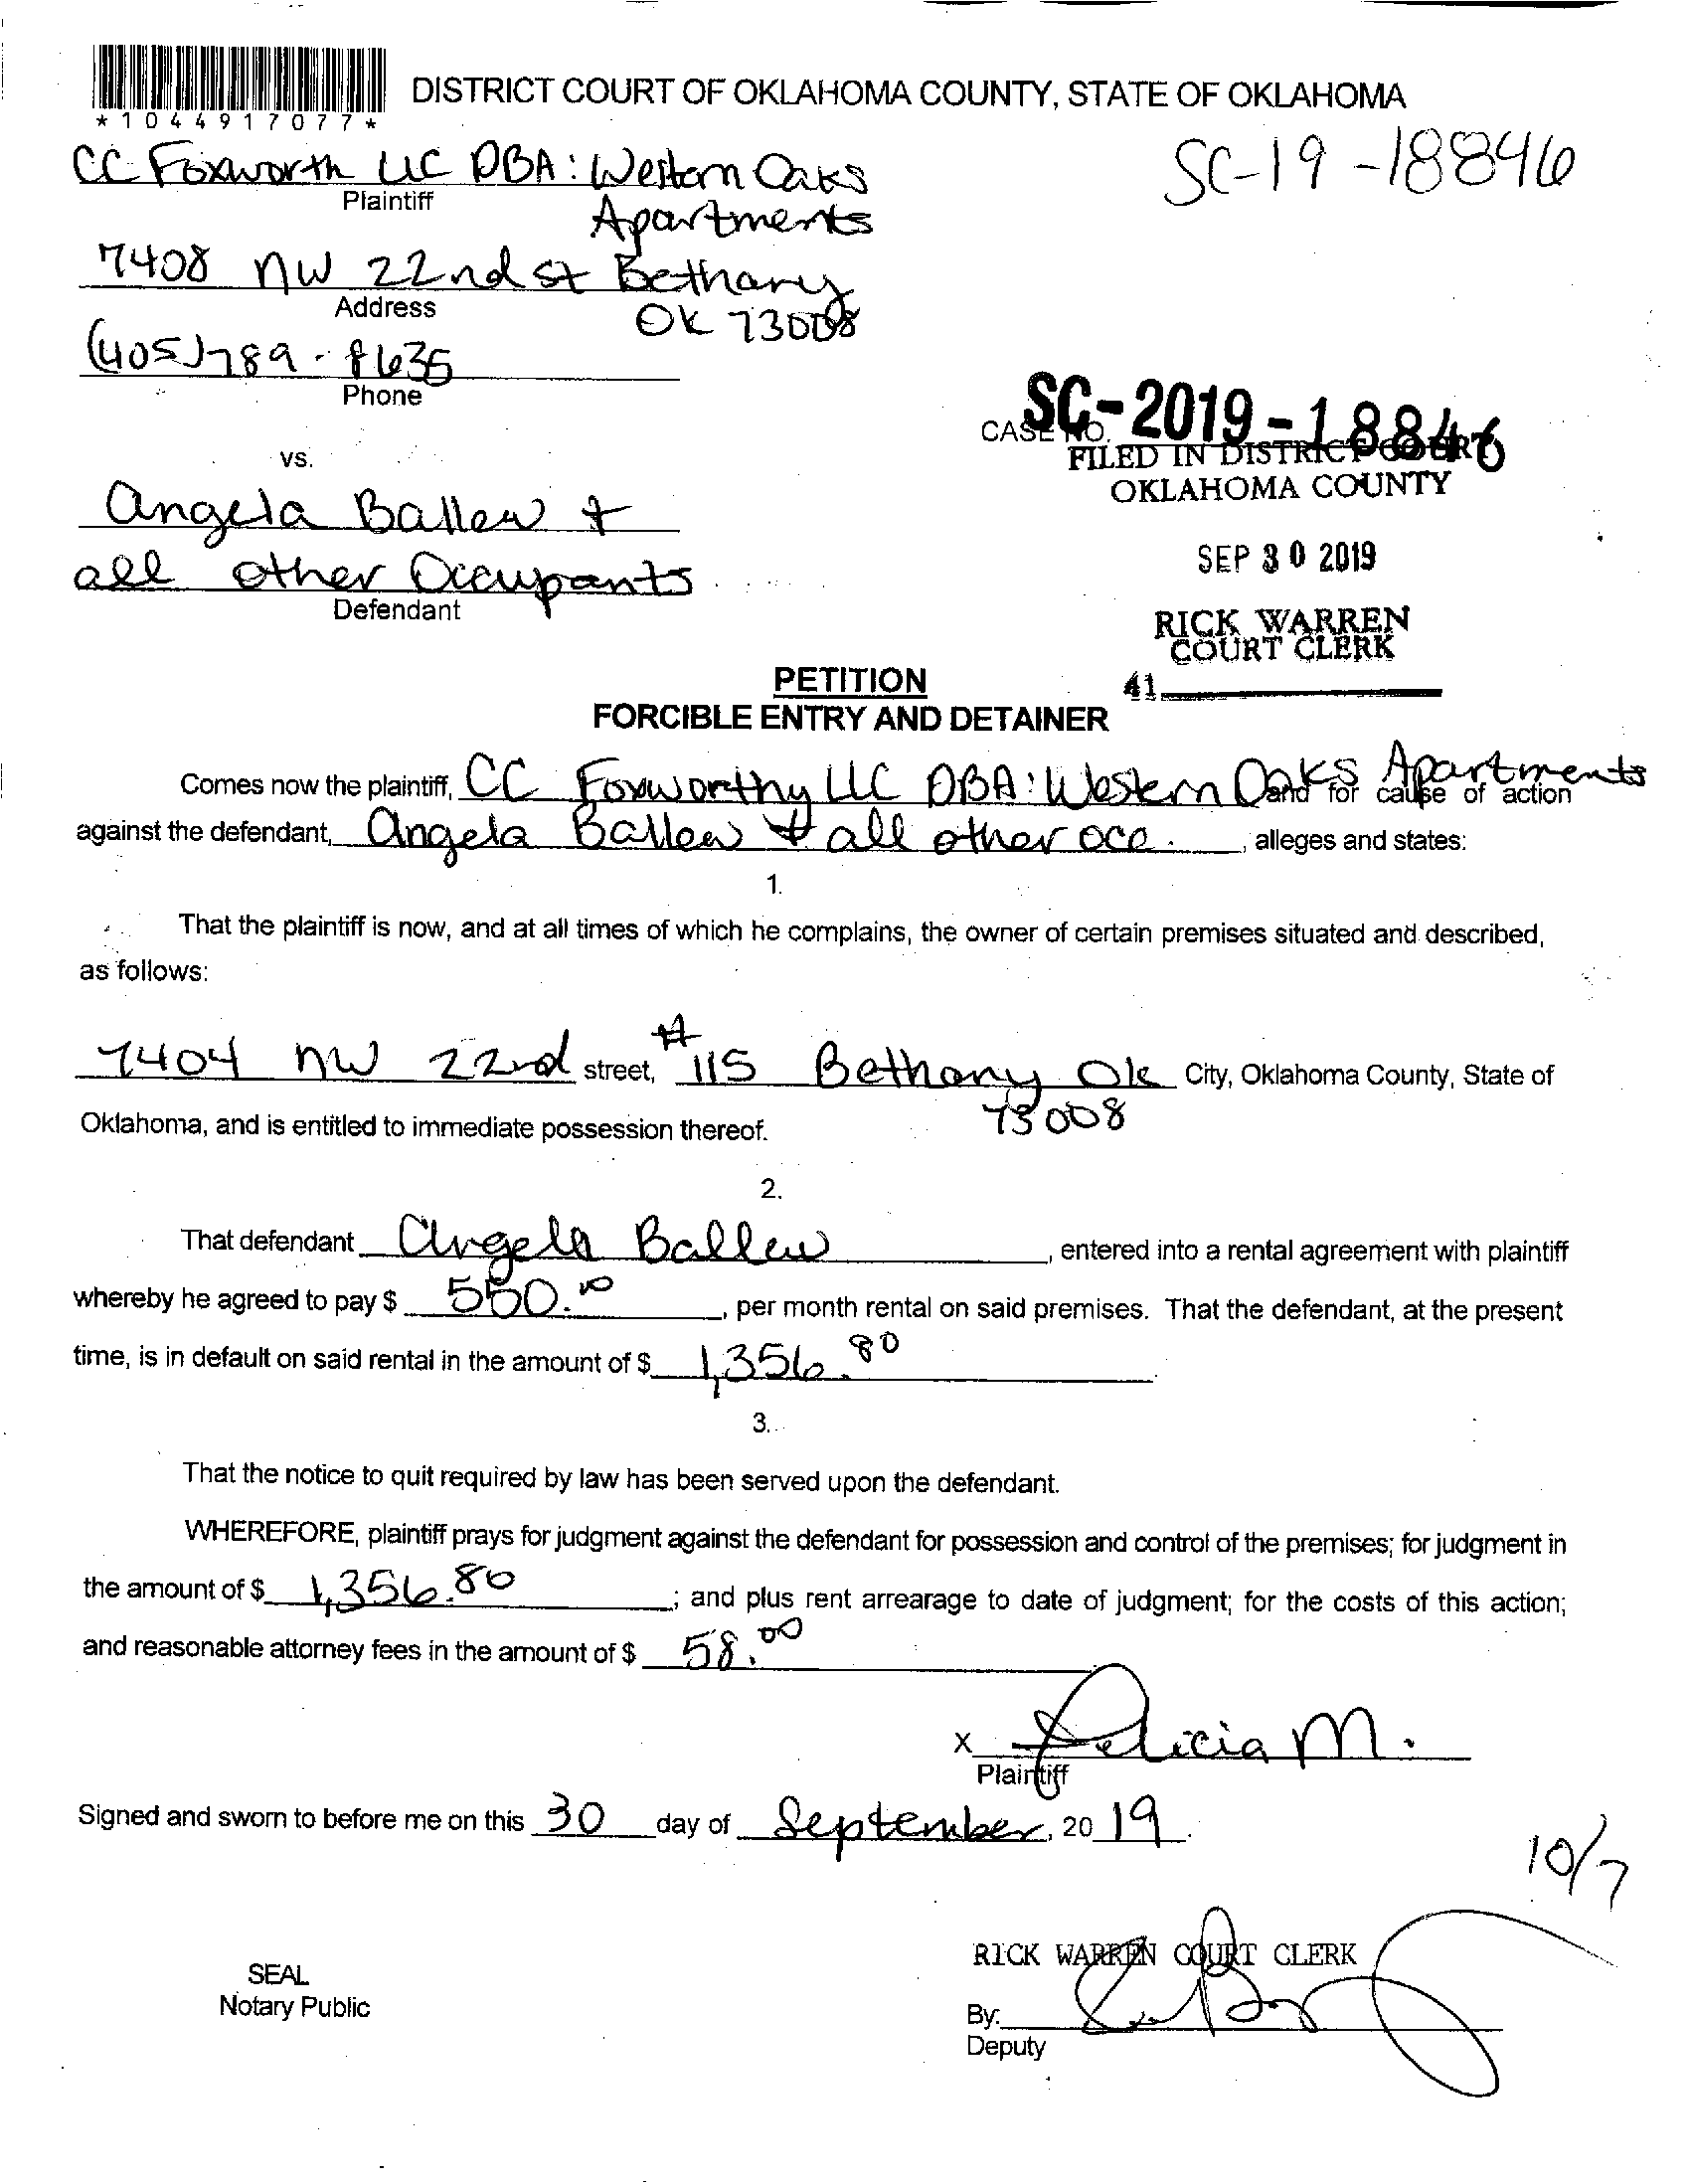 *1044917077*
DISTRICT COURT OF OKLAHOMA COUNTY, STATE OF OKLAHOMA
SC-19-18846
CC Foxworth LLC DBA: Western Oaks
Plaintiff
Apartments
7408 NW 22nd st Bethany
Address
OK 73008
(405) 789-8635
Phone
SC-2019-18846
CASE NO.
FILED IN DISTRICT COURT
OKLAHOMA COUNTY
vs.
Angela Ballew +
all other Occupants
Defendant
SEP 30 2019
RICK WARREN
COURT CLERK
41
PETITION
FORCIBLE ENTRY AND DETAINER
Comes now the plaintiff, CC Foxworthy LLC DBA: Western Oaks Apartments and for cause of action
against the defendant, Angela Ballew + all other occ. , alleges and states:
1.
That the plaintiff is now, and at all times of which he complains, the owner of certain premises situated and described,
as follows:
7404 NW 22nd street, #115 Bethany Ok City, Oklahoma County, State of
73008
Oklahoma, and is entitled to immediate possession thereof.
2.
That defendant Angela Ballew , entered into a rental agreement with plaintiff
whereby he agreed to pay $ 550.00 , per month rental on said premises. That the defendant, at the present
time, is in default on said rental in the amount of $ 1,356.80 .
3.
That the notice to quit required by law has been served upon the defendant.
WHEREFORE, plaintiff prays for judgment against the defendant for possession and control of the premises; for judgment in
the amount of $ 1,356.80 ; and plus rent arrearage to date of judgment; for the costs of this action;
and reasonable attorney fees in the amount of $ 58.00
X Felicia M.
Plaintiff
Signed and sworn to before me on this 30 day of September, 20 19.
10/7
RICK WARREN COURT CLERK
SEAL
Notary Public
By:
Deputy